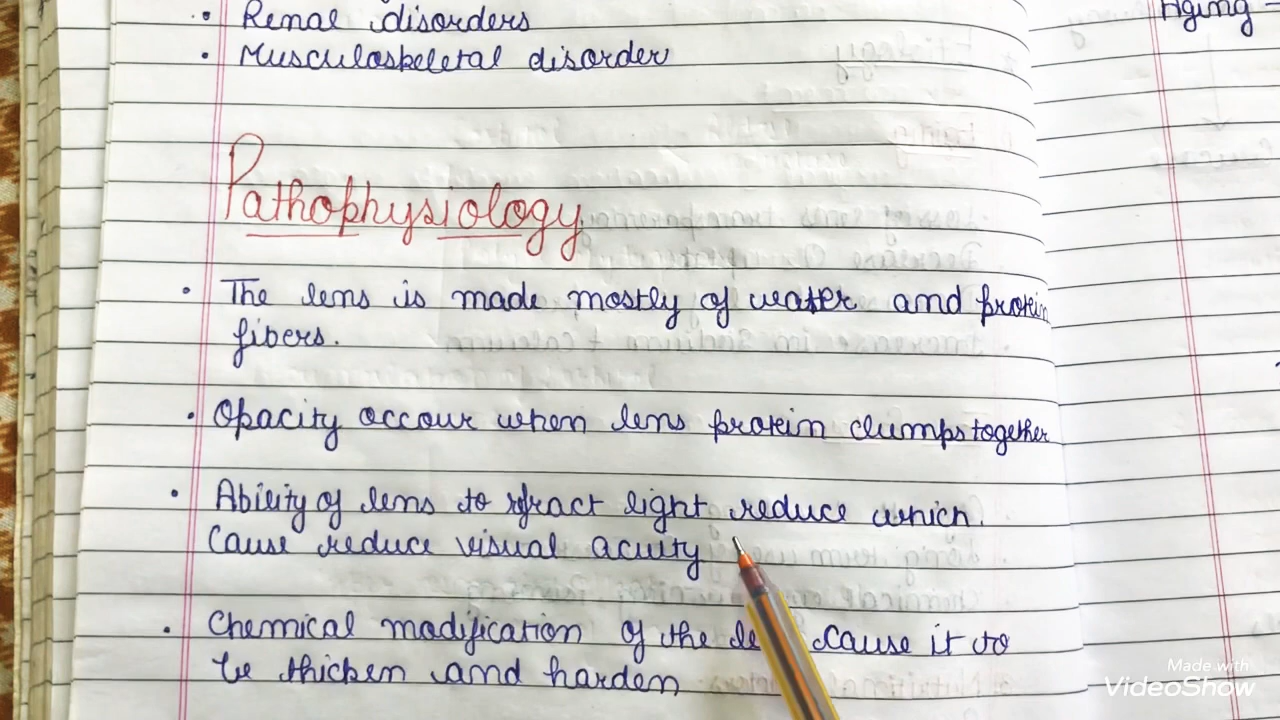 • Renal disorders
• Musculoskeletal disorder
Aging -
Pathophysiology
• The lens is made mostly of water and protein
fibers.
• Opacity occour when lens protein clumps together
• Ability of lens to refract light reduce which
Cause reduce visual acuity
• Chemical modification of the le cause it to
be thicken and harden
Made with
VideoShow